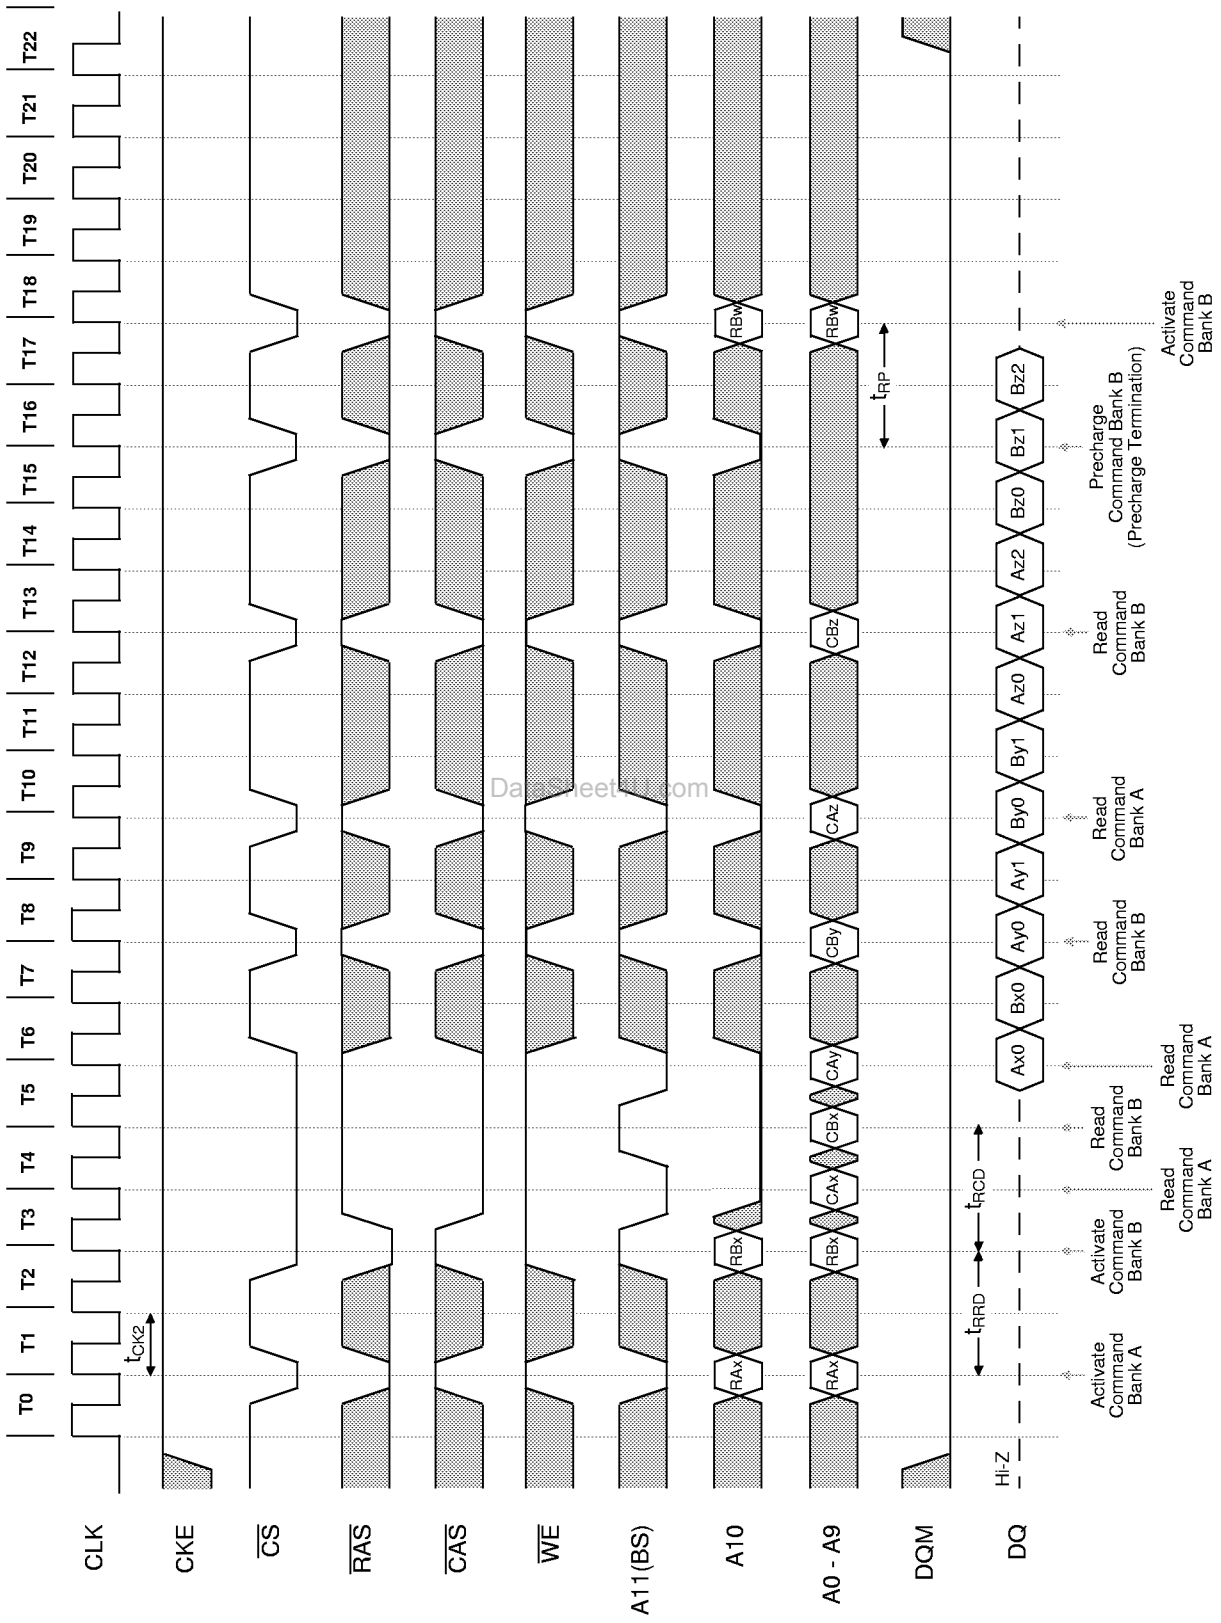 T0 T1 T2 T3 T4 T5 T6 T7 T8 T9 T10 T11 T12 T13 T14 T15 T16 T17 T18 T19 T20 T21 T22
CLK
tCK2
CKE
CS
RAS
CAS
WE
DataSheet4U.com
A11(BS)
A10
RAx RBx RBw
A0 - A9
RAx RBx CAx CBx CAy CBy CAz CBz RBw
tRP
DQM
tRRD tRCD
DQ
Hi-Z
Ax0 Bx0 Ay0 Ay1 By0 By1 Az0 Az1 Az2 Bz0 Bz1 Bz2
Activate
Command
Bank A
Activate
Command
Bank B
Read
Command
Bank A
Read
Command
Bank B
Read
Command
Bank A
Read
Command
Bank B
Read
Command
Bank A
Read
Command
Bank B
Precharge
Command Bank B
(Precharge Termination)
Activate
Command
Bank B